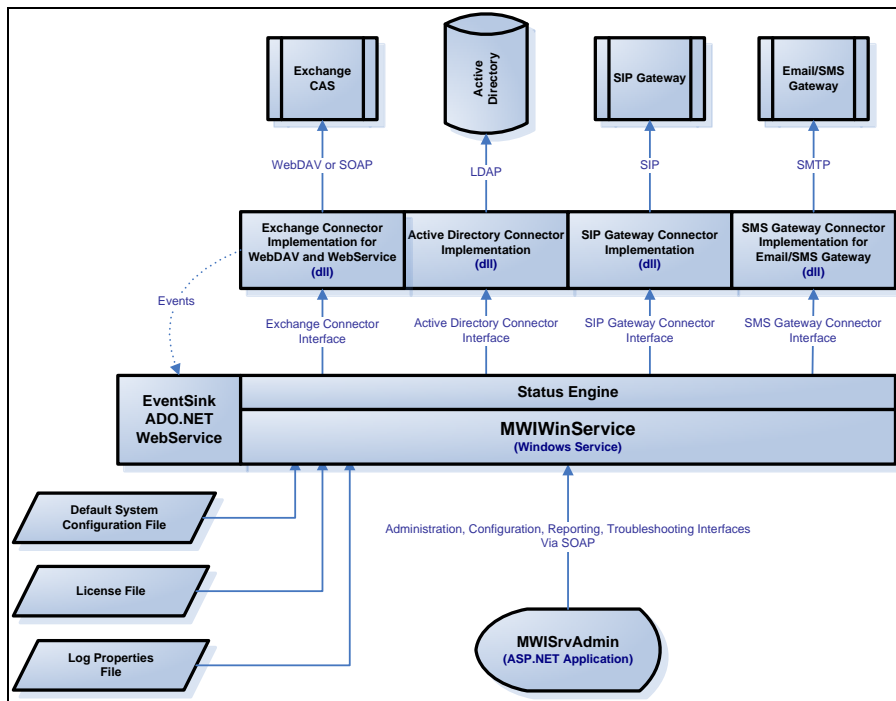 Exchange
CAS
Active
Directory
SIP Gateway
Email/SMS
Gateway
WebDAV or SOAP
LDAP
SIP
SMTP
Exchange Connector
Implementation for
WebDAV and WebService
(dll)
Active Directory Connector
Implementation
(dll)
SIP Gateway Connector
Implementation
(dll)
SMS Gateway Connector
Implementation for
Email/SMS Gateway
(dll)
Events
Exchange Connector
Interface
Active Directory Connector
Interface
SIP Gateway Connector
Interface
SMS Gateway Connector
Interface
EventSink
ADO.NET
WebService
Status Engine
MWIWinService
(Windows Service)
Default System
Configuration File
Administration, Configuration, Reporting, Troubleshooting Interfaces
Via SOAP
License File
Log Properties
File
MWISrvAdmin
(ASP.NET Application)